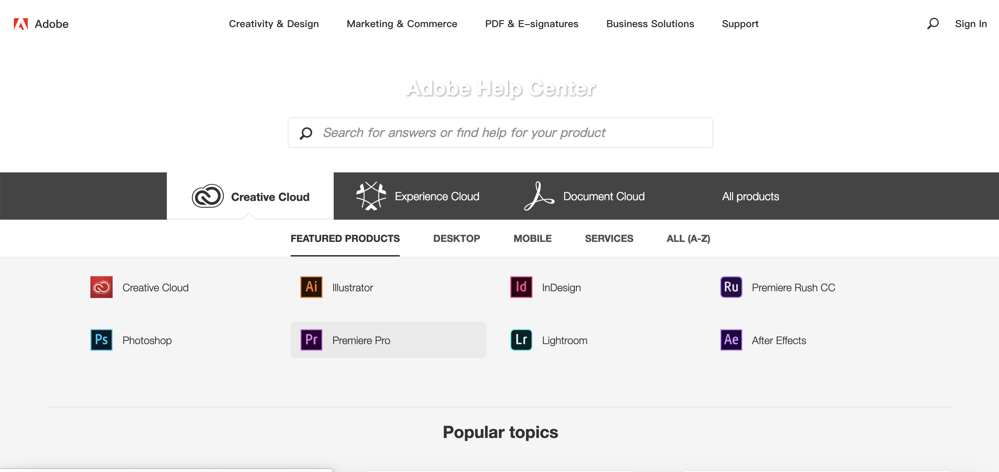 Adobe
Creativity & Design
Marketing & Commerce
PDF & E-signatures
Business Solutions
Support
Sign In
Adobe Help Center
Search for answers or find help for your product
Creative Cloud
Experience Cloud
Document Cloud
All products
FEATURED PRODUCTS
DESKTOP
MOBILE
SERVICES
ALL (A-Z)
Creative Cloud
Ai Illustrator
Id InDesign
Ru Premiere Rush CC
Ps Photoshop
Pr Premiere Pro
Lr Lightroom
Ae After Effects
Popular topics